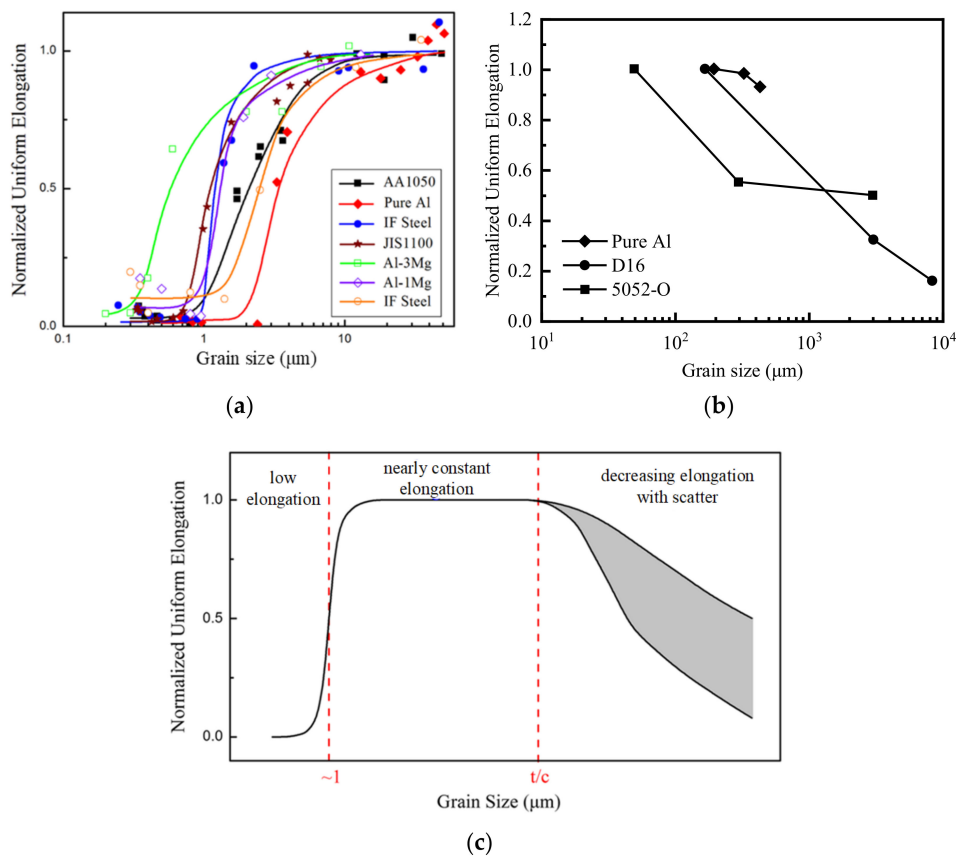 Normalized Uniform Elongation
1.0
0.5
0.0
0.1
1
10
Grain size (μm)
AA1050
Pure Al
IF Steel
JIS1100
Al-3Mg
Al-1Mg
IF Steel
(a)
Normalized Uniform Elongation
1.2
1.0
0.8
0.6
0.4
0.2
0.0
Pure Al
D16
5052-O
10¹
10²
10³
10⁴
Grain size (μm)
(b)
Normalized Uniform Elongation
1.0
0.5
0.0
low
elongation
nearly constant
elongation
decreasing elongation
with scatter
~1
t/c
Grain Size (μm)
(c)